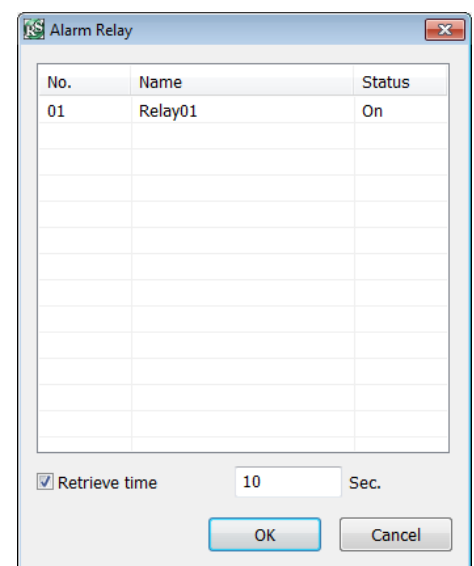 RS Alarm Relay
No. Name Status
01 Relay01 On
Retrieve time 10 Sec.
OK Cancel